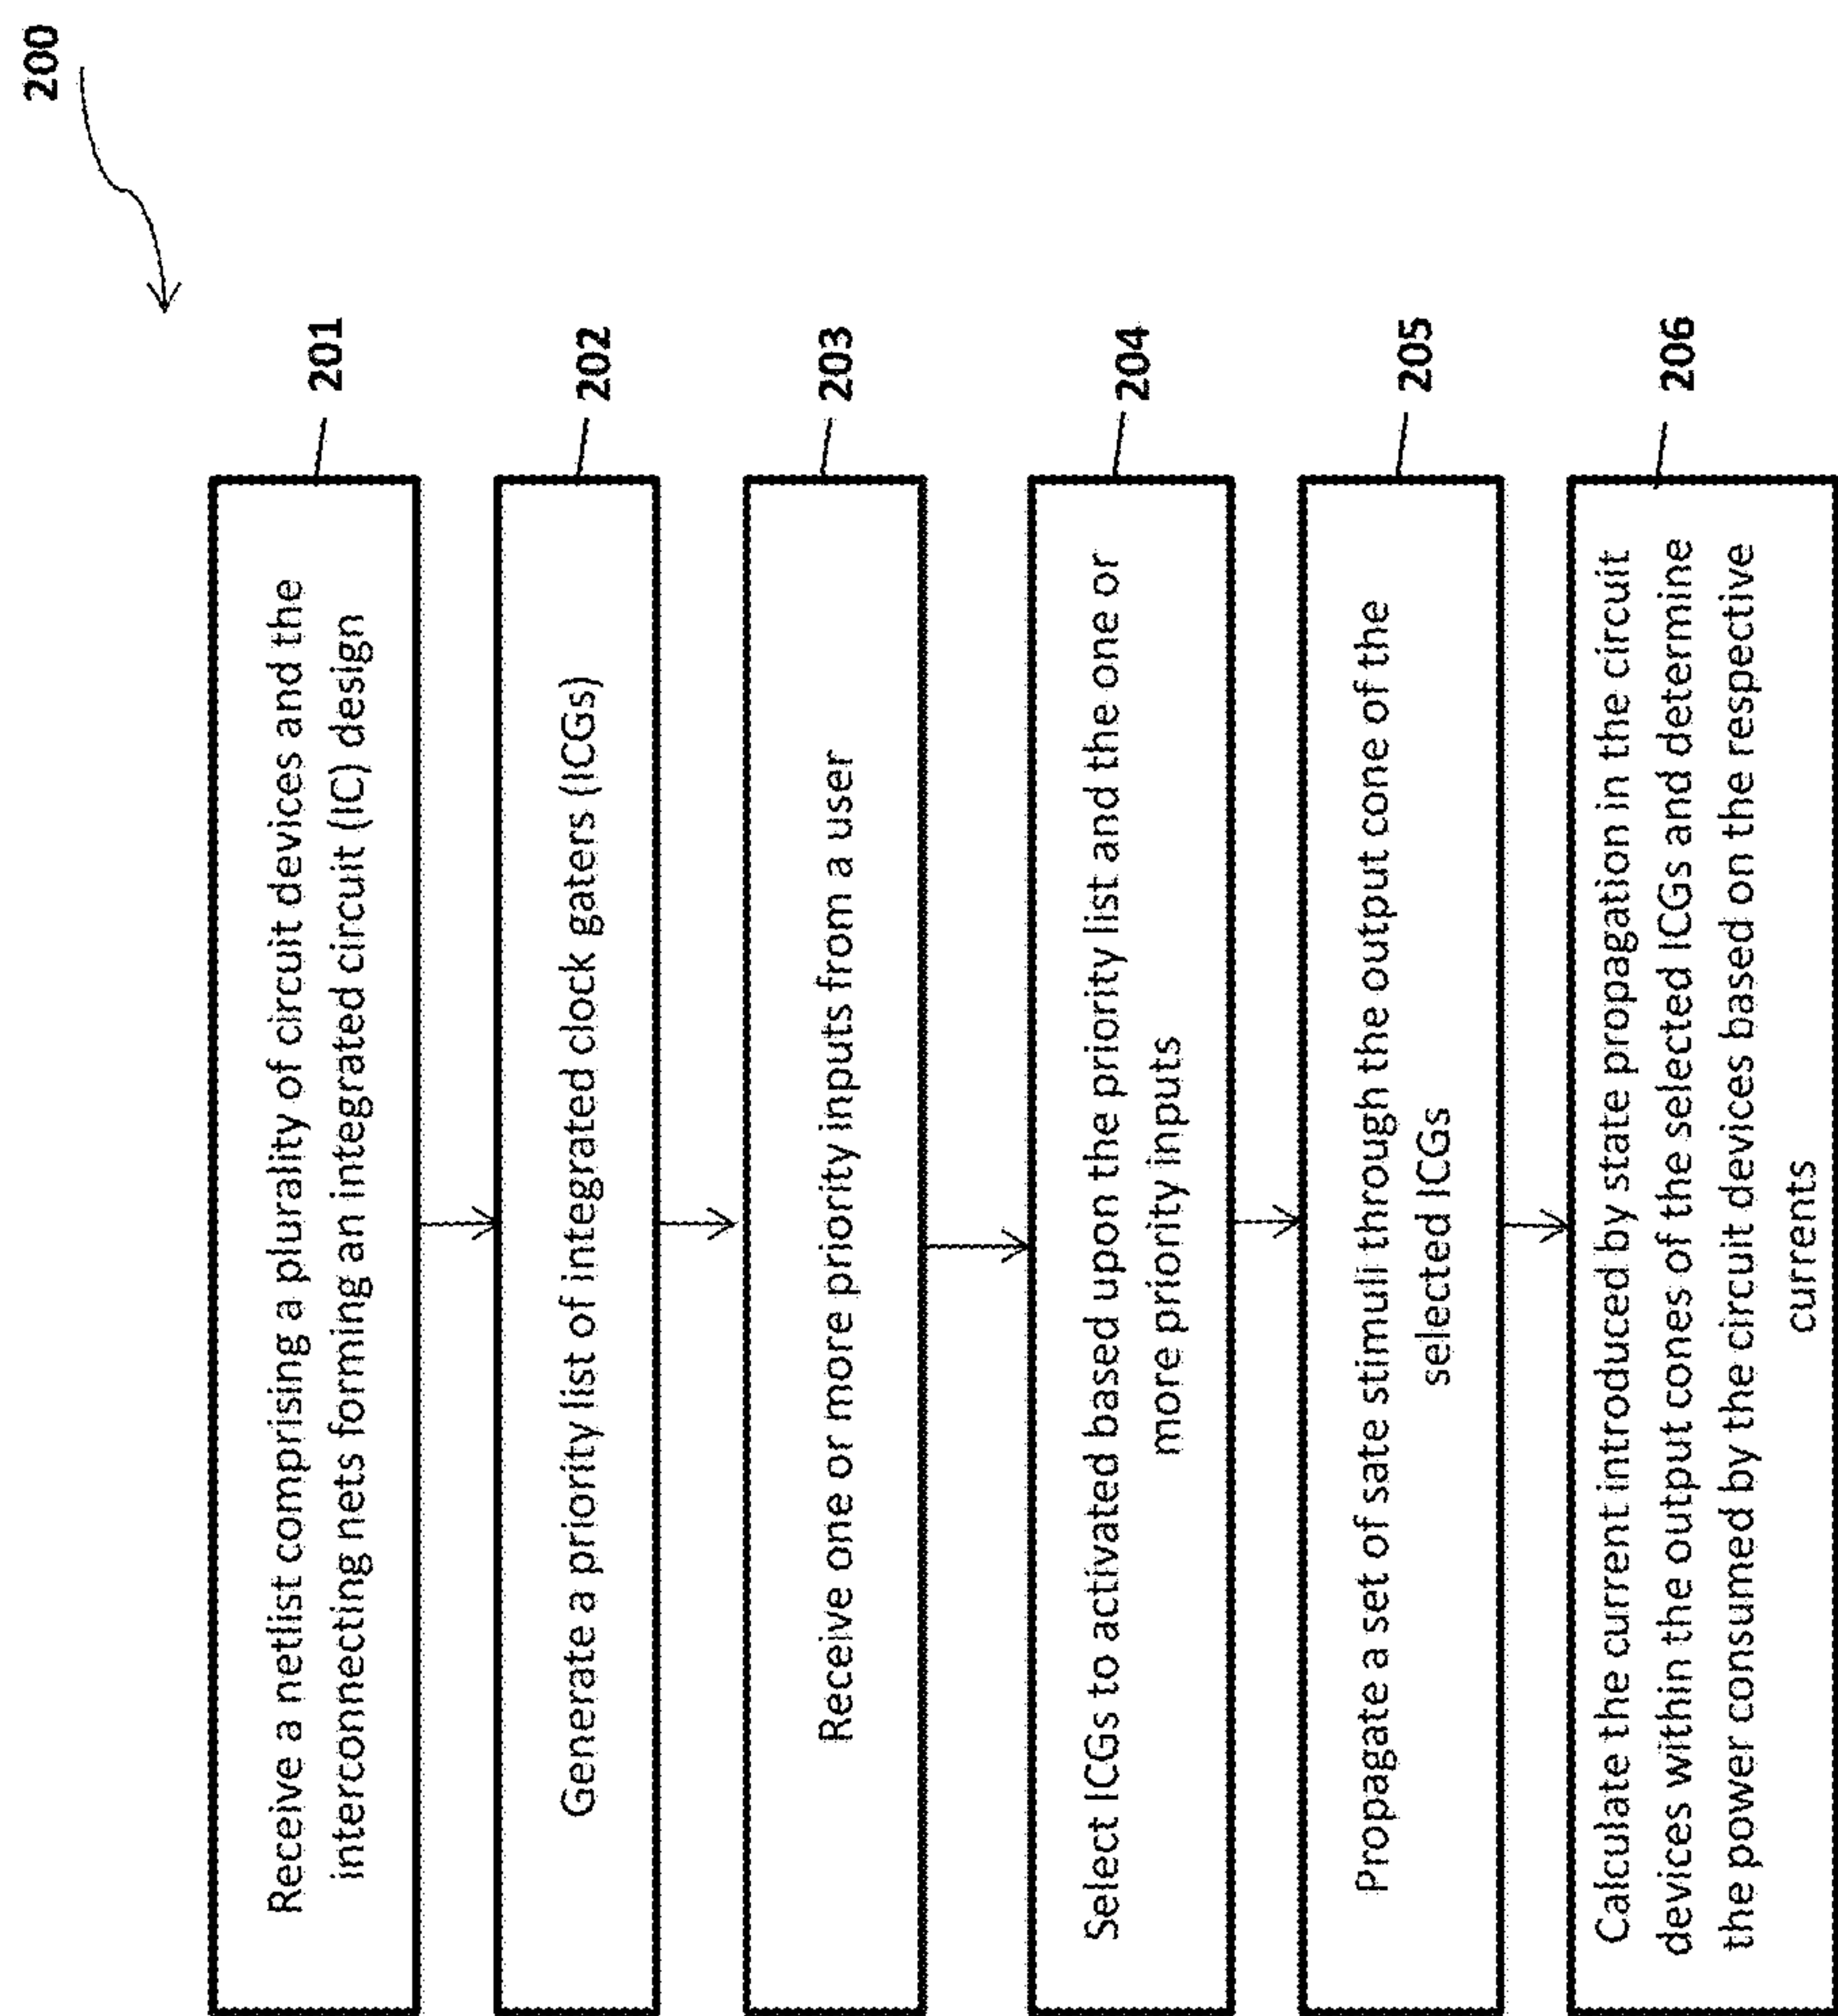 200
Receive a netlist comprising a plurality of circuit devices and the
interconnecting nets forming an integrated circuit (IC) design
201
Generate a priority list of integrated clock gaters (ICGs)
202
Receive one or more priority inputs from a user
203
Select ICGs to activated based upon the priority list and the one or
more priority inputs
204
Propagate a set of sate stimuli through the output cone of the
selected ICGs
205
Calculate the current introduced by state propagation in the circuit
devices within the output cones of the selected ICGs and determine
the power consumed by the circuit devices based on the respective
currents
206